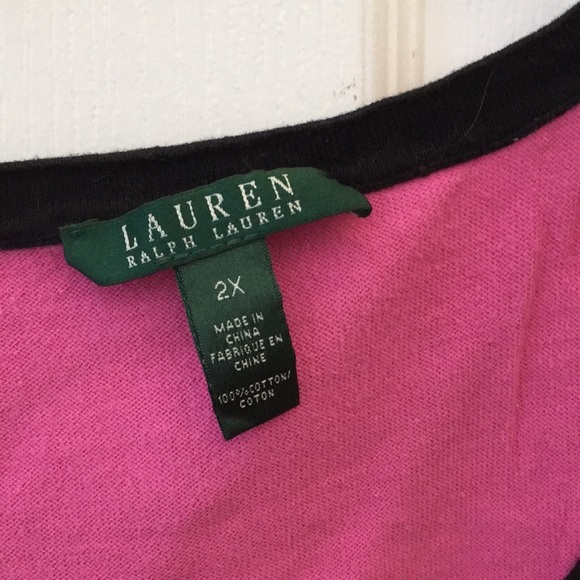 LAUREN
RALPH LAUREN
2X
MADE IN
CHINA
FABRIQUE EN
CHINE
100%COTTON/
COTON